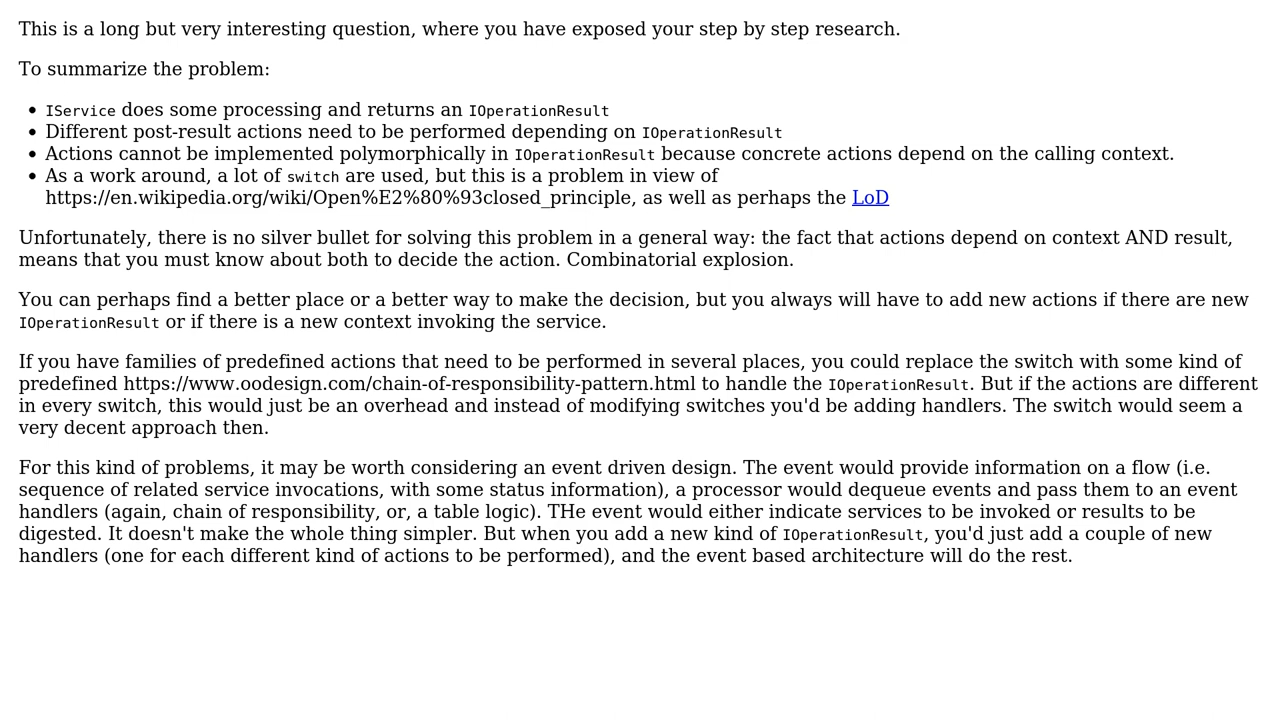 This is a long but very interesting question, where you have exposed your step by step research.
To summarize the problem:
• IService does some processing and returns an IOperationResult
• Different post-result actions need to be performed depending on IOperationResult
• Actions cannot be implemented polymorphically in IOperationResult because concrete actions depend on the calling context.
• As a work around, a lot of switch are used, but this is a problem in view of
https://en.wikipedia.org/wiki/Open%E2%80%93closed_principle, as well as perhaps the LoD
Unfortunately, there is no silver bullet for solving this problem in a general way: the fact that actions depend on context AND result,
means that you must know about both to decide the action. Combinatorial explosion.
You can perhaps find a better place or a better way to make the decision, but you always will have to add new actions if there are new
IOperationResult or if there is a new context invoking the service.
If you have families of predefined actions that need to be performed in several places, you could replace the switch with some kind of
predefined https://www.oodesign.com/chain-of-responsibility-pattern.html to handle the IOperationResult. But if the actions are different
in every switch, this would just be an overhead and instead of modifying switches you'd be adding handlers. The switch would seem a
very decent approach then.
For this kind of problems, it may be worth considering an event driven design. The event would provide information on a flow (i.e.
sequence of related service invocations, with some status information), a processor would dequeue events and pass them to an event
handlers (again, chain of responsibility, or, a table logic). THe event would either indicate services to be invoked or results to be
digested. It doesn't make the whole thing simpler. But when you add a new kind of IOperationResult, you'd just add a couple of new
handlers (one for each different kind of actions to be performed), and the event based architecture will do the rest.